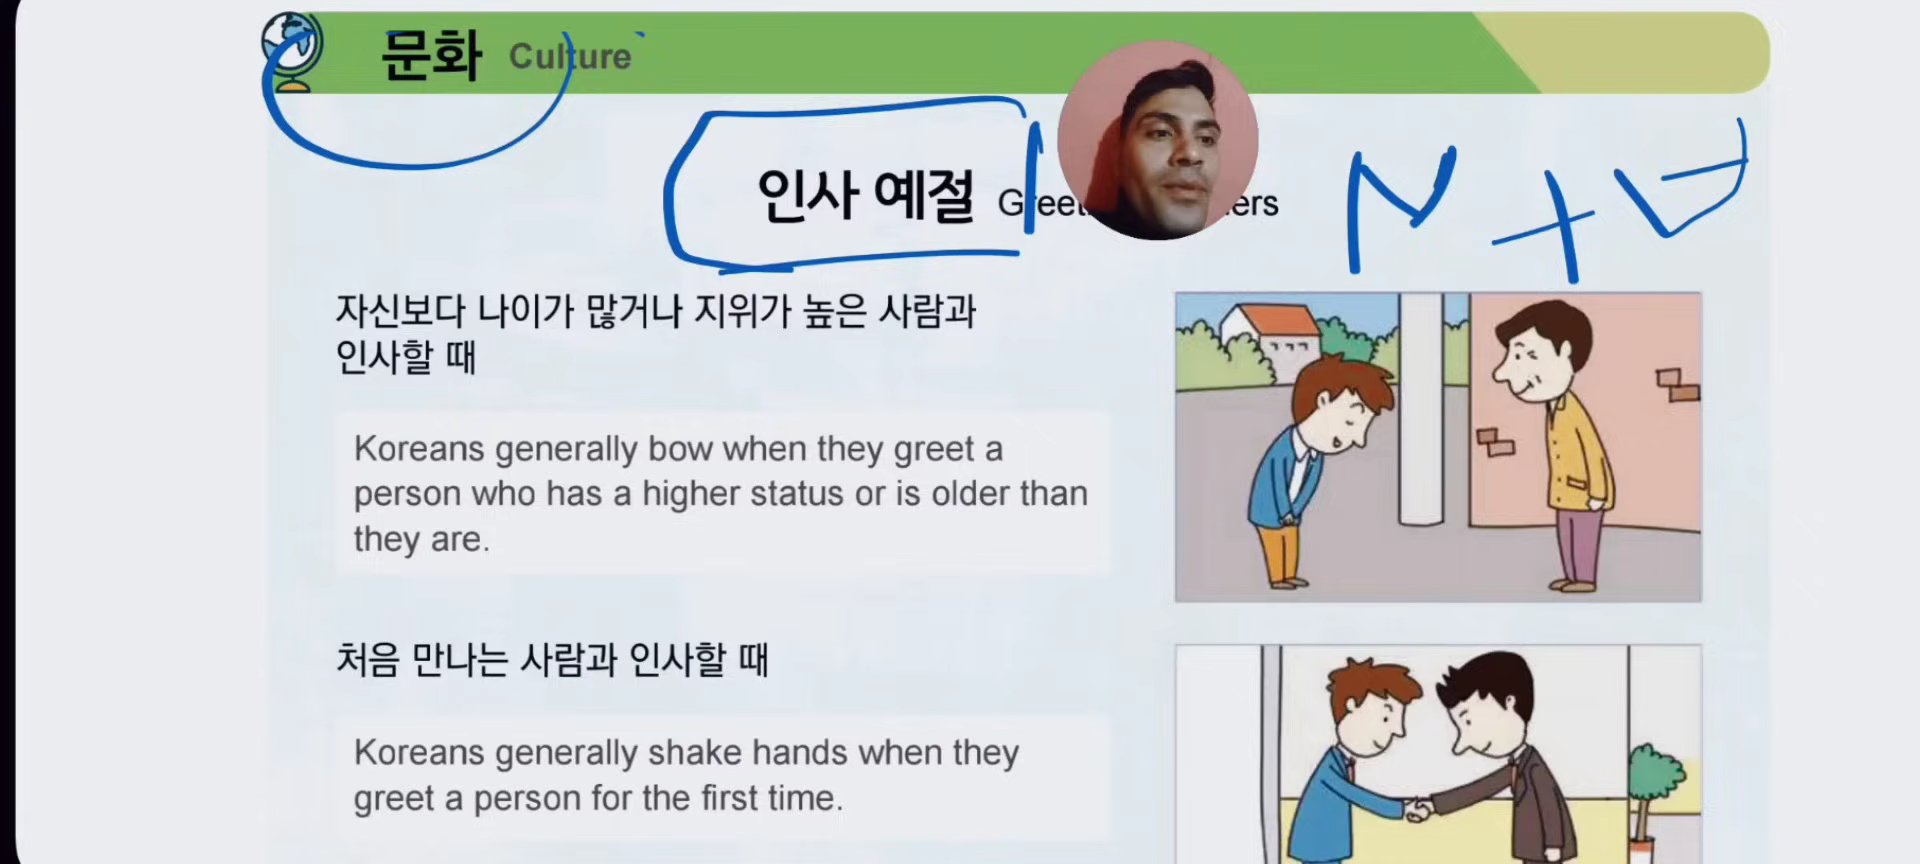 문화 Culture
인사 예절
N + V
자신보다 나이가 많거나 지위가 높은 사람과
인사할 때
Koreans generally bow when they greet a
person who has a higher status or is older than
they are.
처음 만나는 사람과 인사할 때
Koreans generally shake hands when they
greet a person for the first time.